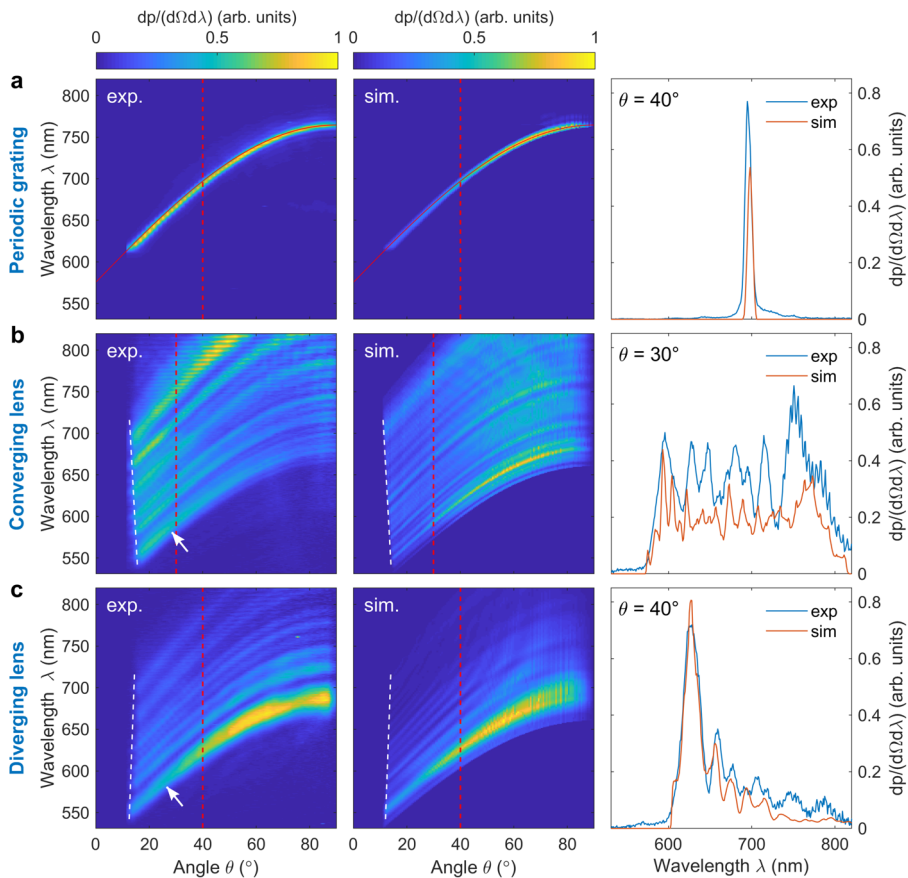 dp/(dΩdλ) (arb. units) dp/(dΩdλ) (arb. units)
0 0.5 1 0 0.5 1
a
Periodic grating
Wavelength λ (nm)
800
750
700
650
600
550
exp.
sim.
θ = 40°
exp
sim
0.8
0.6
0.4
0.2
0
dp/(dΩdλ) (arb. units)
b
Converging lens
Wavelength λ (nm)
800
750
700
650
600
550
exp.
sim.
θ = 30°
exp
sim
0.8
0.6
0.4
0.2
0
dp/(dΩdλ) (arb. units)
c
Diverging lens
Wavelength λ (nm)
800
750
700
650
600
550
exp.
sim.
θ = 40°
exp
sim
0.8
0.6
0.4
0.2
0
dp/(dΩdλ) (arb. units)
0 20 40 60 80 0 20 40 60 80 600 700 800
Angle θ (°) Angle θ (°) Wavelength λ (nm)